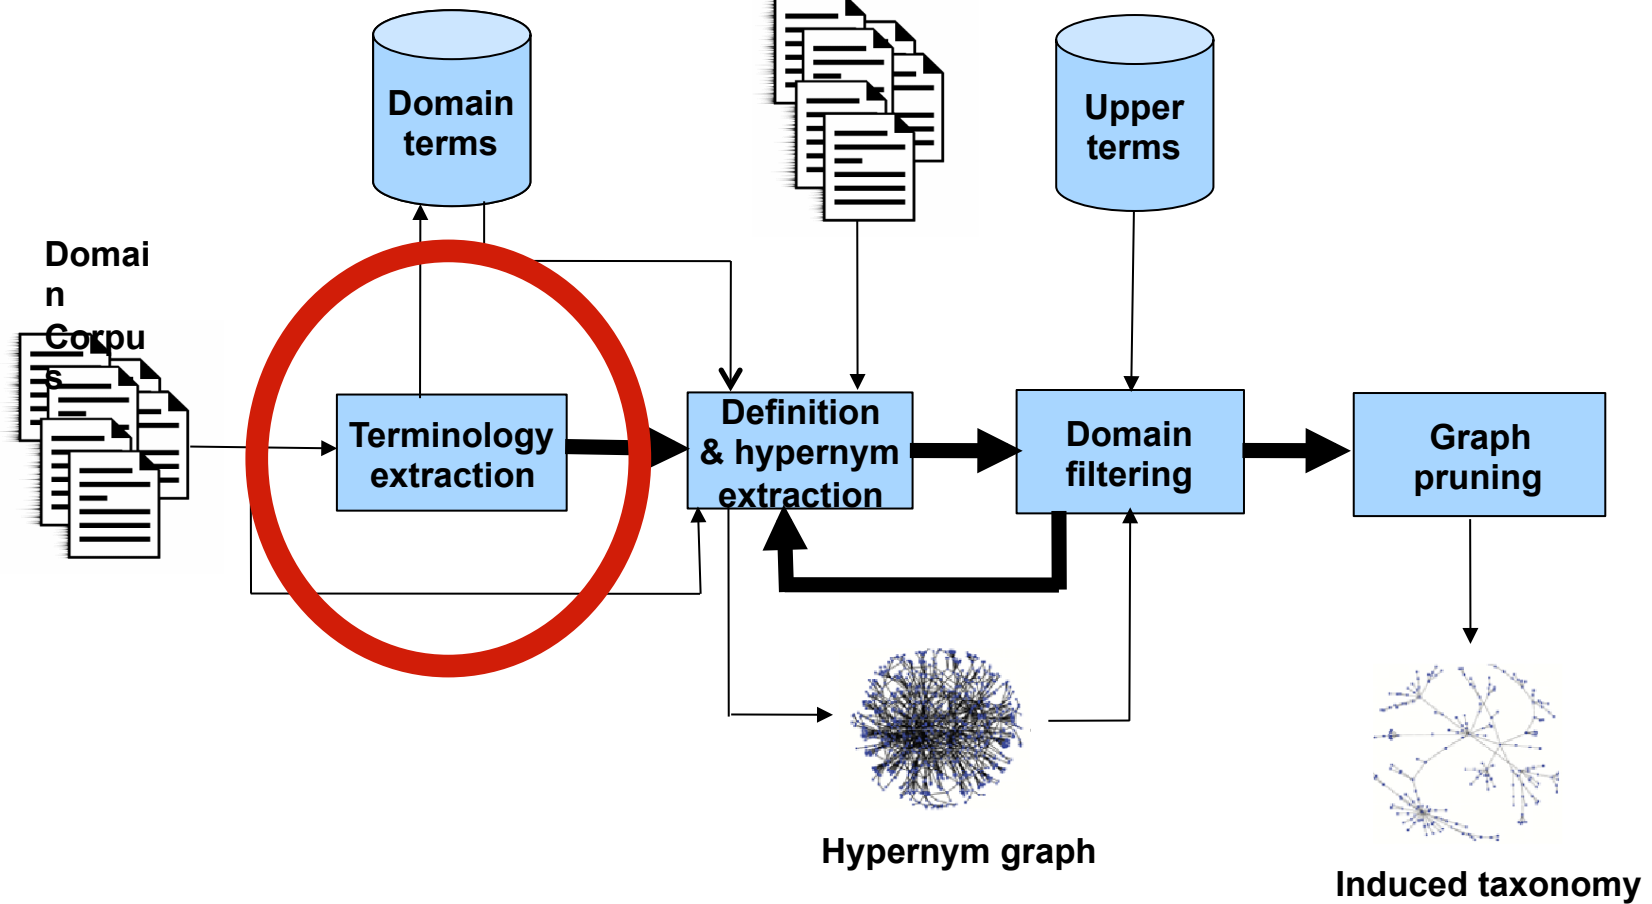 Domain
terms
Upper
terms
Domai
n
Corpu
s
Terminology
extraction
Definition
& hypernym
extraction
Domain
filtering
Graph
pruning
Hypernym graph
Induced taxonomy